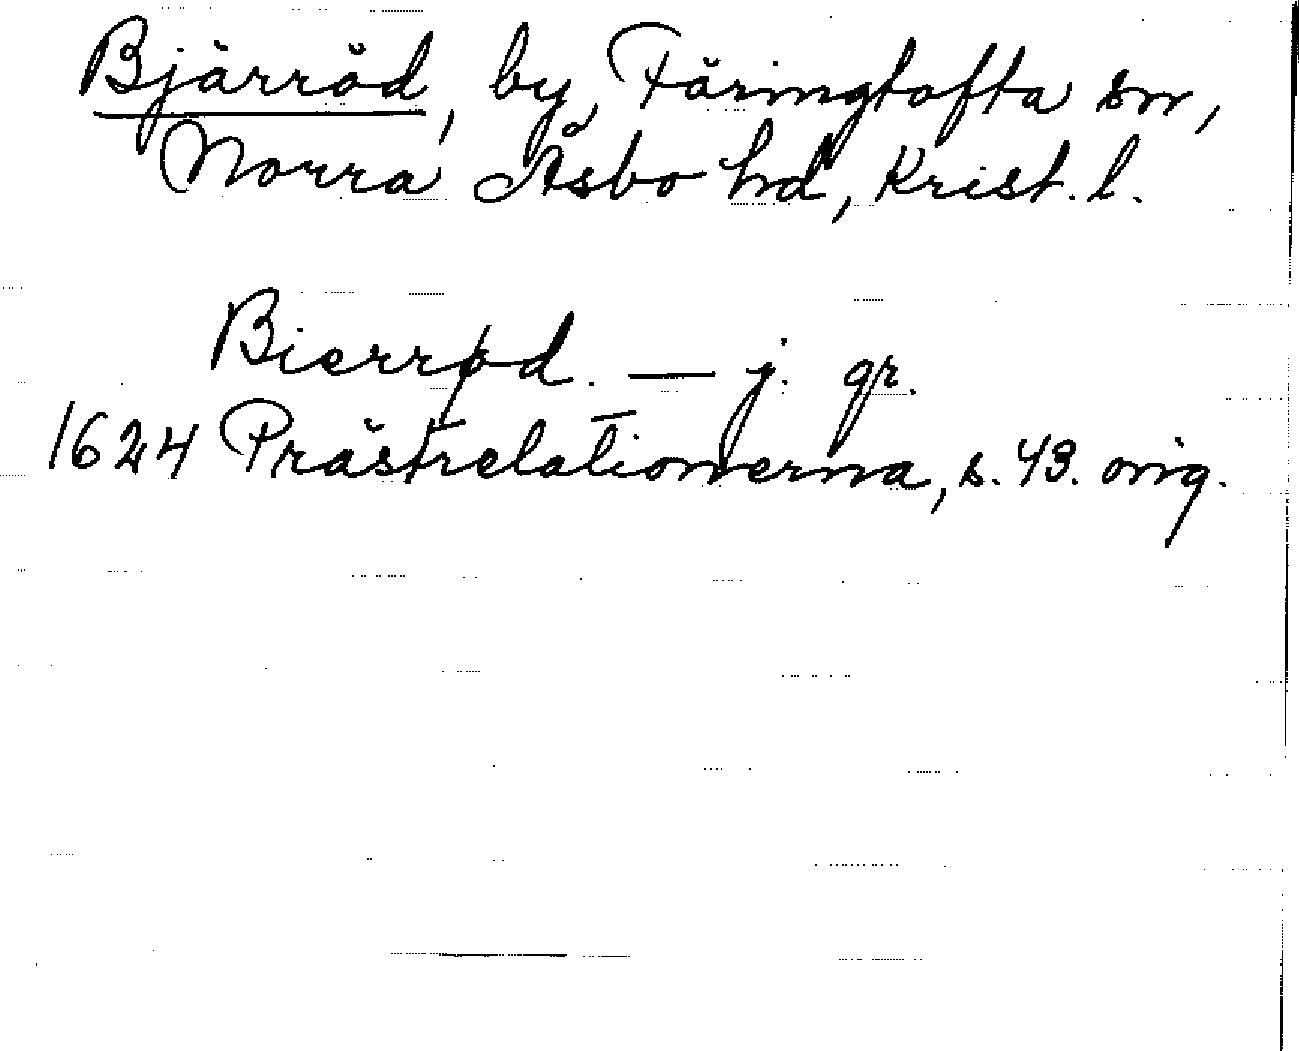 Bjärröd, by, Färingtofta sn,
Norra Åsbo hd, Krist. l.
Bierrød. — j. gr.
1624 Prästrelationerna, s. 43. orig.